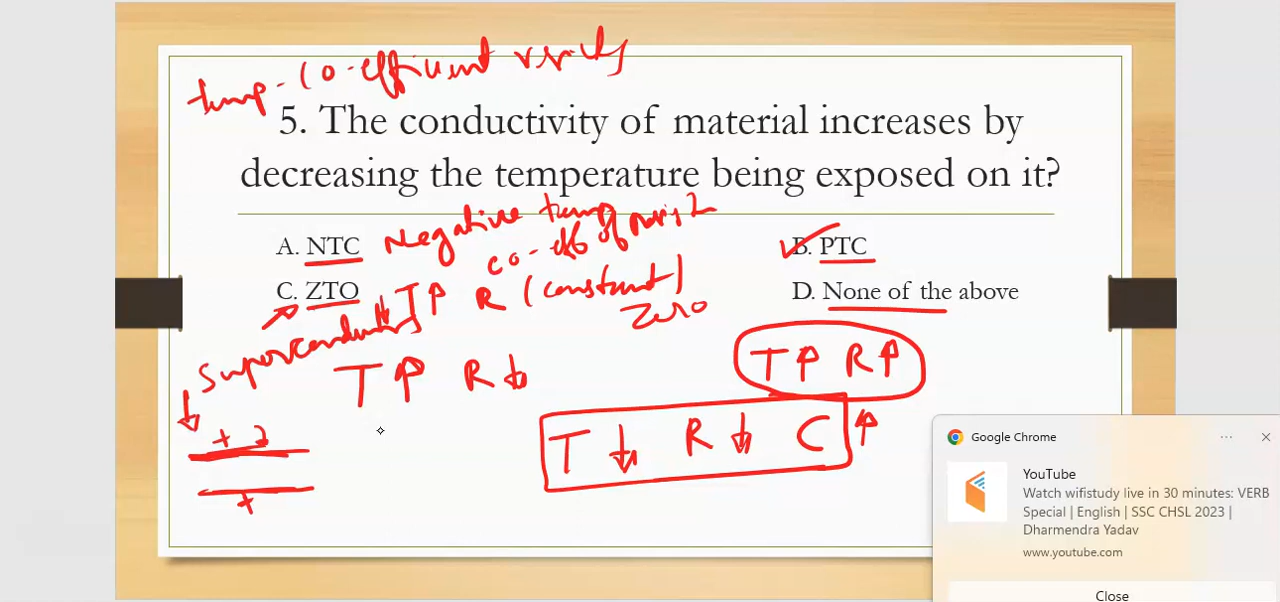 temp-co-efficient
5. The conductivity of material increases by
decreasing the temperature being exposed on it?
A. NTC Negative temp
co-eff of
B. PTC
C. ZTO T↑ R (constant)
Zero
D. None of the above
Superconductors
T↑ R↓
T↑ R↑
T↓ R↓ C↑
+ 2
+
Google Chrome
YouTube
Watch wifistudy live in 30 minutes: VERB
Special | English | SSC CHSL 2023 |
Dharmendra Yadav
www.youtube.com
Close